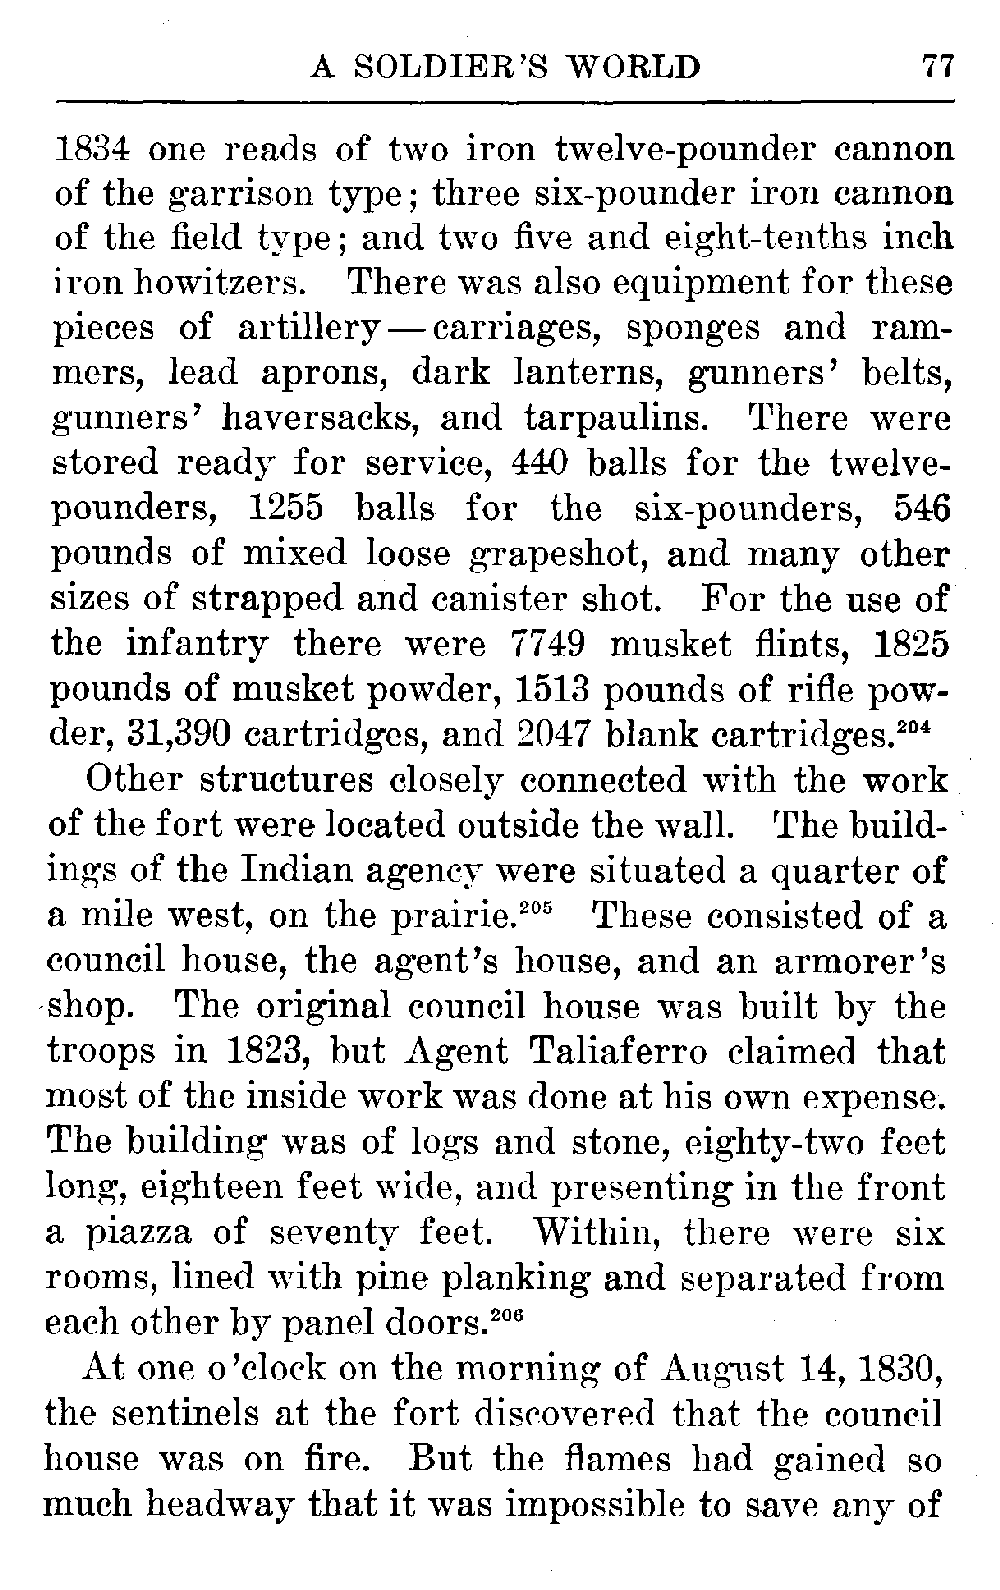 A SOLDIER'S WORLD 77
1834 one reads of two iron twelve-pounder cannon
of the garrison type; three six-pounder iron cannon
of the field type; and two five and eight-tenths inch
iron howitzers. There was also equipment for these
pieces of artillery—carriages, sponges and ram-
mers, lead aprons, dark lanterns, gunners' belts,
gunners' haversacks, and tarpaulins. There were
stored ready for service, 440 balls for the twelve-
pounders, 1255 balls for the six-pounders, 546
pounds of mixed loose grapeshot, and many other
sizes of strapped and canister shot. For the use of
the infantry there were 7749 musket flints, 1825
pounds of musket powder, 1513 pounds of rifle pow-
der, 31,390 cartridges, and 2047 blank cartridges.²⁰⁴
Other structures closely connected with the work
of the fort were located outside the wall. The build-
ings of the Indian agency were situated a quarter of
a mile west, on the prairie.²⁰⁵ These consisted of a
council house, the agent's house, and an armorer's
shop. The original council house was built by the
troops in 1823, but Agent Taliaferro claimed that
most of the inside work was done at his own expense.
The building was of logs and stone, eighty-two feet
long, eighteen feet wide, and presenting in the front
a piazza of seventy feet. Within, there were six
rooms, lined with pine planking and separated from
each other by panel doors.²⁰⁶
At one o'clock on the morning of August 14, 1830,
the sentinels at the fort discovered that the council
house was on fire. But the flames had gained so
much headway that it was impossible to save any of